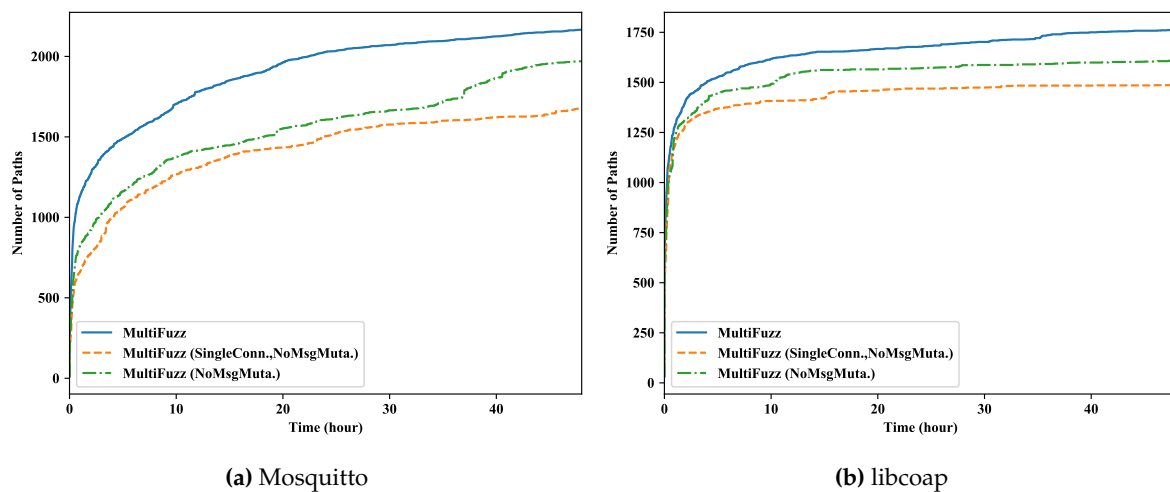 2000
1500
1000
500
0
Number of Paths
MultiFuzz
MultiFuzz (SingleConn.,NoMsgMuta.)
MultiFuzz (NoMsgMuta.)
0 10 20 30 40
Time (hour)
(a) Mosquitto
1750
1500
1250
1000
750
500
250
0
Number of Paths
MultiFuzz
MultiFuzz (SingleConn.,NoMsgMuta.)
MultiFuzz (NoMsgMuta.)
0 10 20 30 40
Time (hour)
(b) libcoap